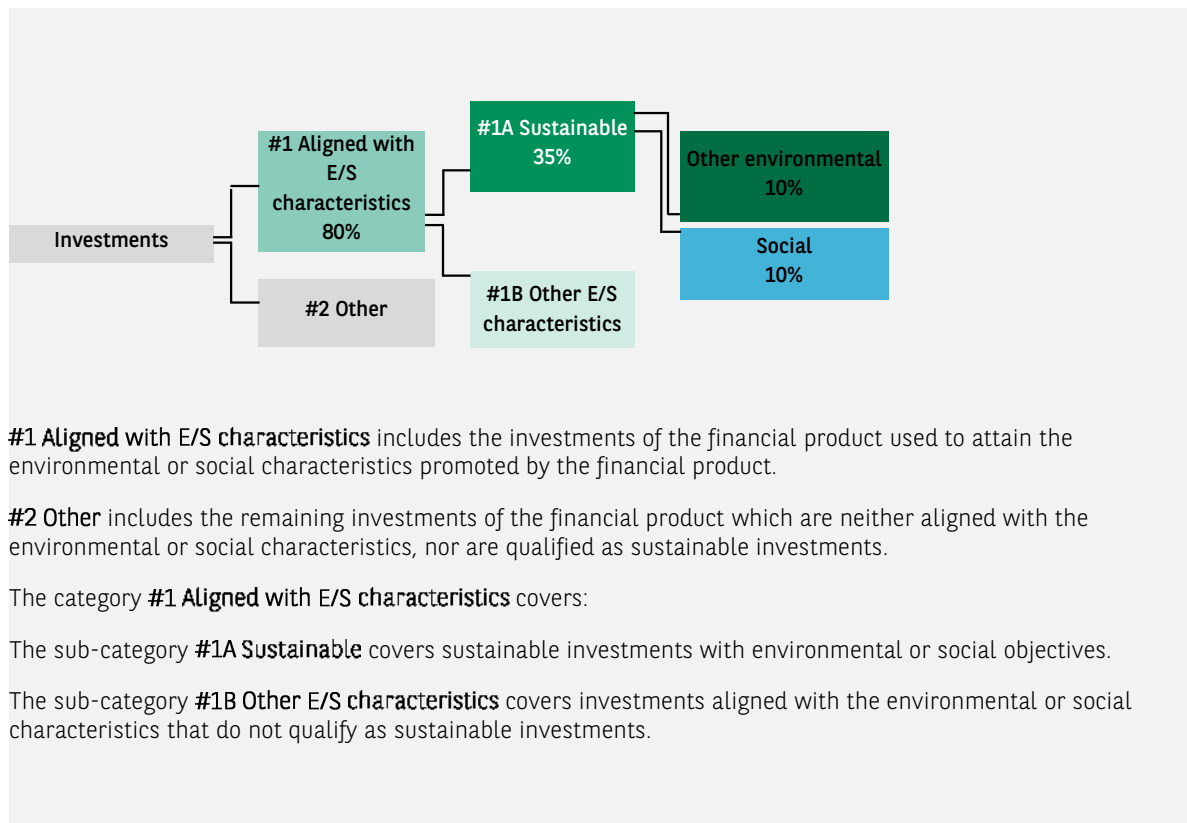 #1A Sustainable
35%
#1 Aligned with
E/S
characteristics
80%
Other environmental
10%
Investments
Social
10%
#2 Other
#1B Other E/S
characteristics
#1 Aligned with E/S characteristics includes the investments of the financial product used to attain the
environmental or social characteristics promoted by the financial product.
#2 Other includes the remaining investments of the financial product which are neither aligned with the
environmental or social characteristics, nor are qualified as sustainable investments.
The category #1 Aligned with E/S characteristics covers:
The sub-category #1A Sustainable covers sustainable investments with environmental or social objectives.
The sub-category #1B Other E/S characteristics covers investments aligned with the environmental or social
characteristics that do not qualify as sustainable investments.